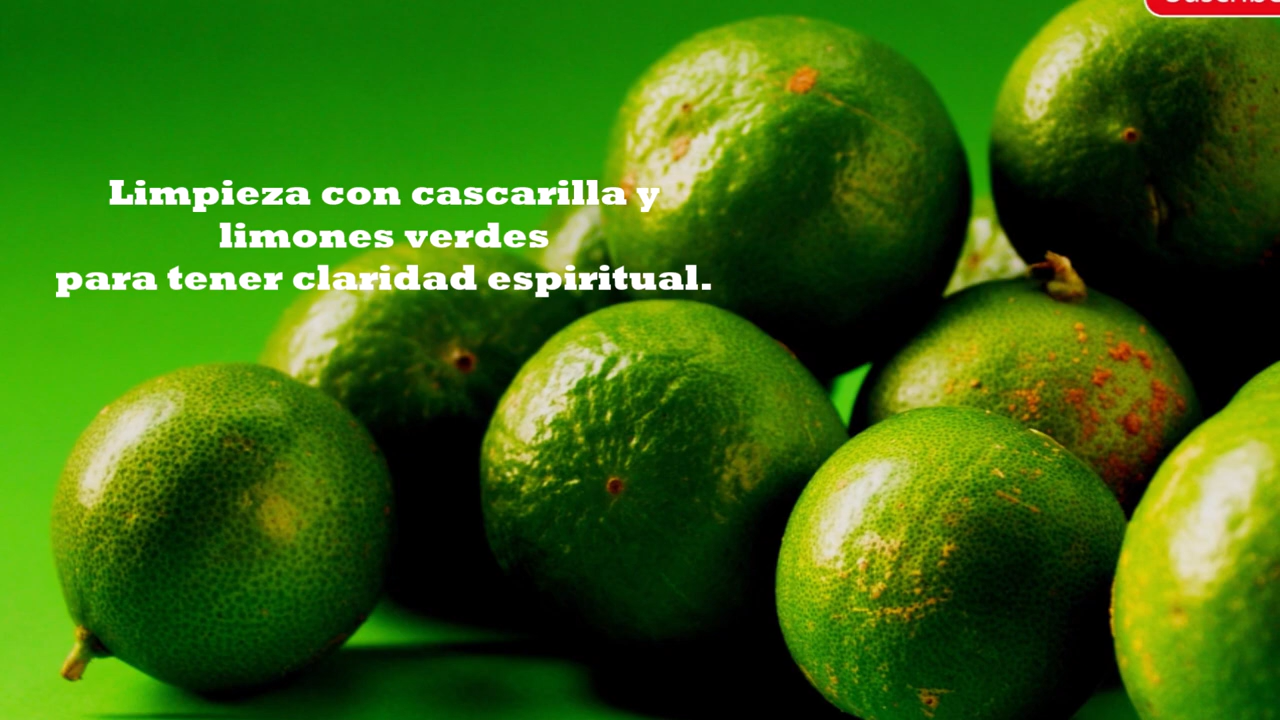 Limpieza con cascarilla y
limones verdes
para tener claridad espiritual.